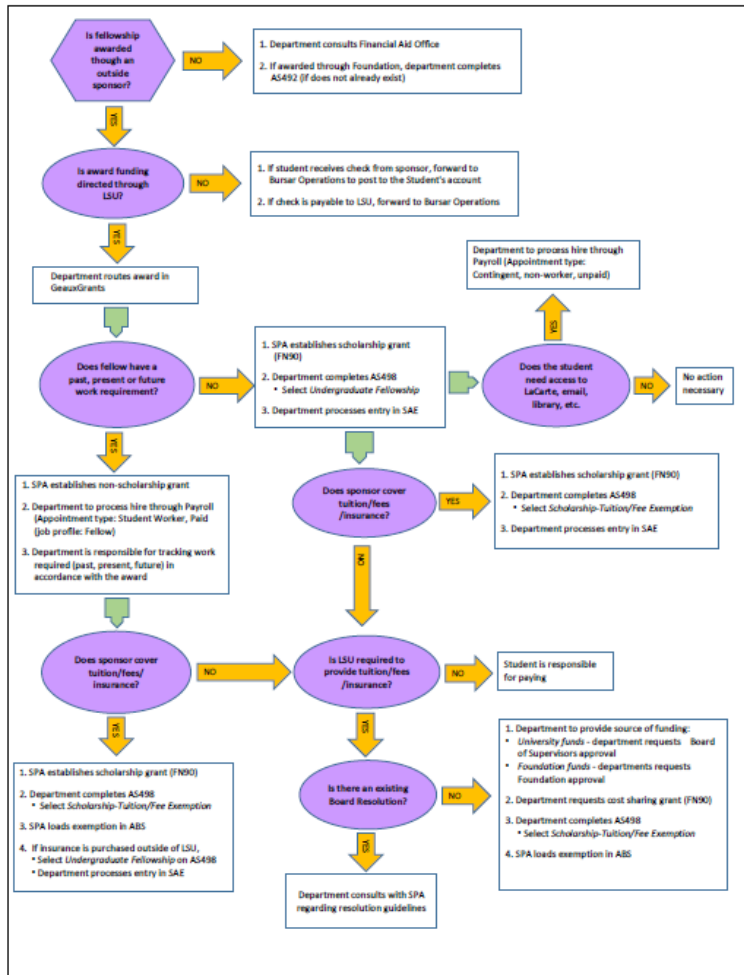 Is fellowship
awarded
though an
outside
sponsor?
NO
1. Department consults Financial Aid Office
2. If awarded through Foundation, department completes
AS492 (if does not already exist)
YES
Is award funding
directed through
LSU?
NO
1. If student receives check from sponsor, forward to
Bursar Operations to post to the Student's account
2. If check is payable to LSU, forward to Bursar Operations
YES
Department routes award in
GeauxGrants
Department to process hire through
Payroll (Appointment type:
Contingent, non-worker, unpaid)
YES
Does fellow have a
past, present or future
work requirement?
NO
1. SPA establishes scholarship grant
(FN90)
2. Department completes AS498
• Select Undergraduate Fellowship
3. Department processes entry in SAE
Does the student
need access to
LaCarte, email,
library, etc.
NO
No action
necessary
YES
1. SPA establishes non-scholarship grant
2. Department to process hire through Payroll
(Appointment type: Student Worker, Paid
(job profile: Fellow)
3. Department is responsible for tracking work
required (past, present, future) in
accordance with the award
Does sponsor cover
tuition/fees
/insurance?
YES
1. SPA establishes scholarship grant (FN90)
2. Department completes AS498
• Select Scholarship-Tuition/Fee Exemption
3. Department processes entry in SAE
NO
Does sponsor cover
tuition/fees/
insurance?
NO
Is LSU required to
provide tuition/fees
/insurance?
NO
Student is responsible
for paying
YES
1. SPA establishes scholarship grant (FN90)
2. Department completes AS498
• Select Scholarship-Tuition/Fee Exemption
3. SPA loads exemption in ABS
4. If insurance is purchased outside of LSU,
• Select Undergraduate Fellowship on AS498
• Department processes entry in SAE
YES
Is there an existing
Board Resolution?
NO
1. Department to provide source of funding:
• University funds - department requests Board
of Supervisors approval
• Foundation funds - departments requests
Foundation approval
2. Department requests cost sharing grant (FN90)
3. Department completes AS498
• Select Scholarship-Tuition/Fee Exemption
4. SPA loads exemption in ABS
YES
Department consults with SPA
regarding resolution guidelines